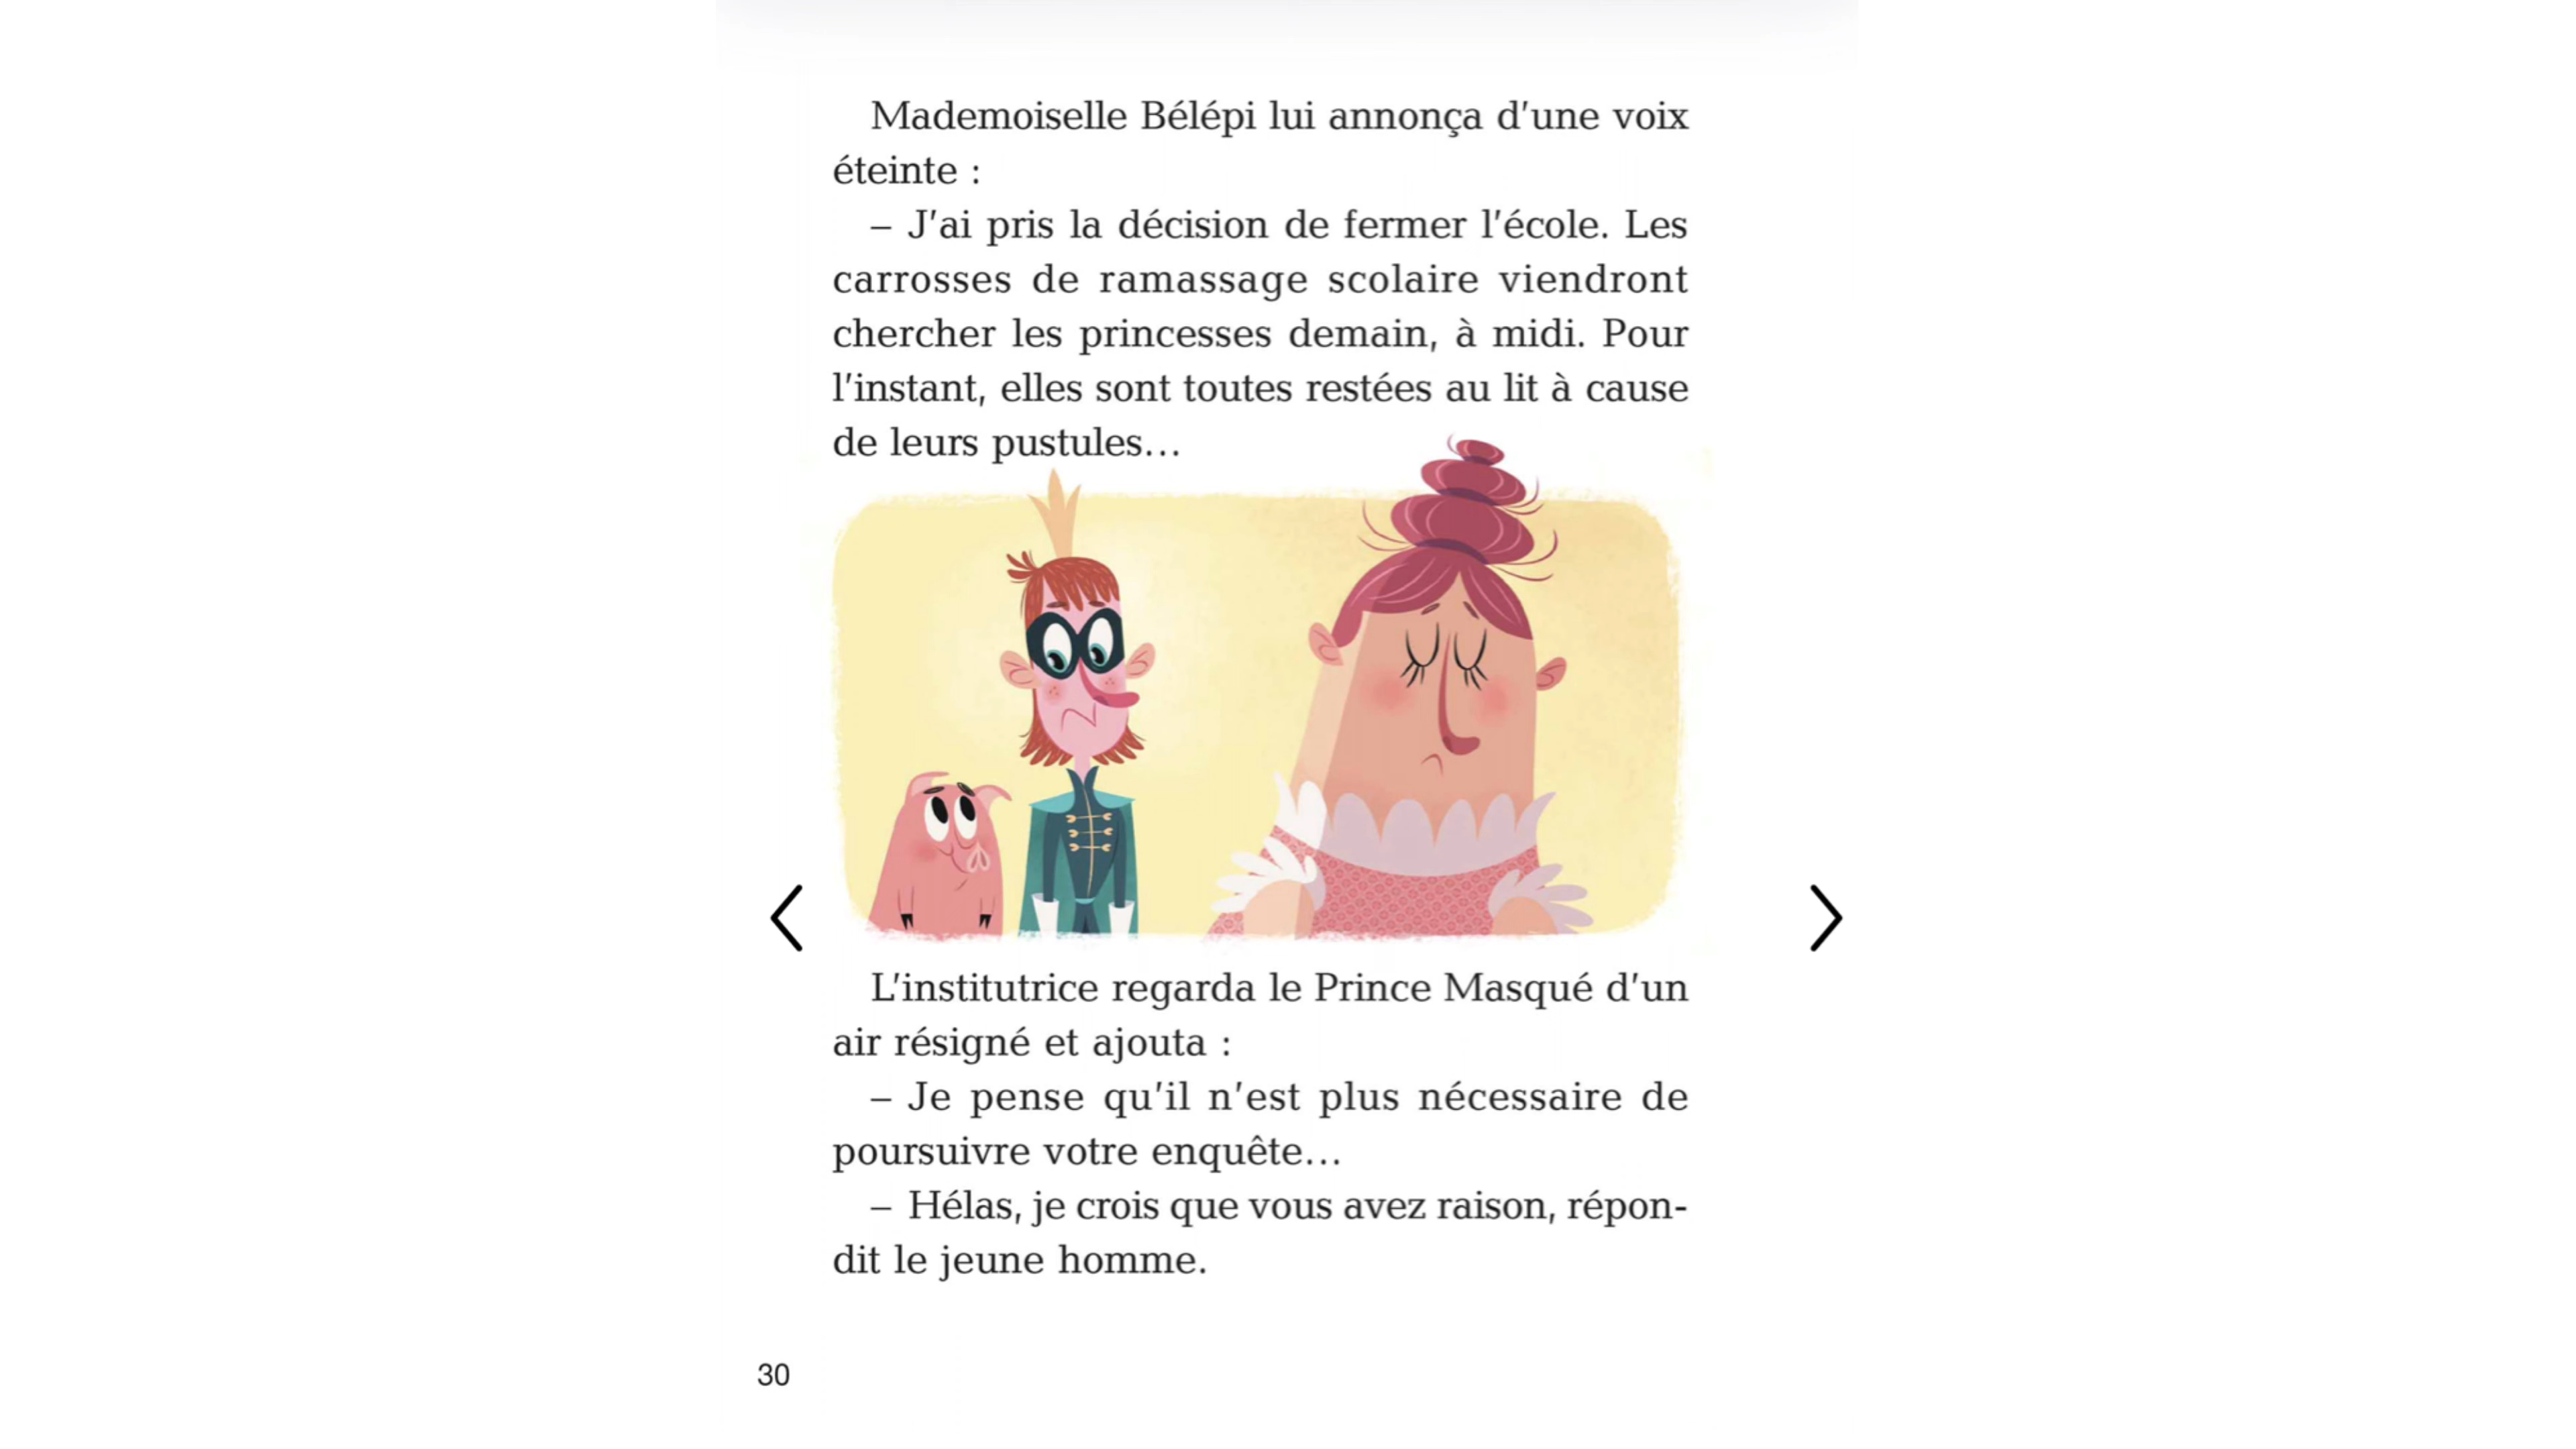 Mademoiselle Bélépi lui annonça d’une voix
éteinte :
– J’ai pris la décision de fermer l’école. Les
carrosses de ramassage scolaire viendront
chercher les princesses demain, à midi. Pour
l’instant, elles sont toutes restées au lit à cause
de leurs pustules…
L’institutrice regarda le Prince Masqué d’un
air résigné et ajouta :
– Je pense qu’il n’est plus nécessaire de
poursuivre votre enquête…
– Hélas, je crois que vous avez raison, répon-
dit le jeune homme.
30